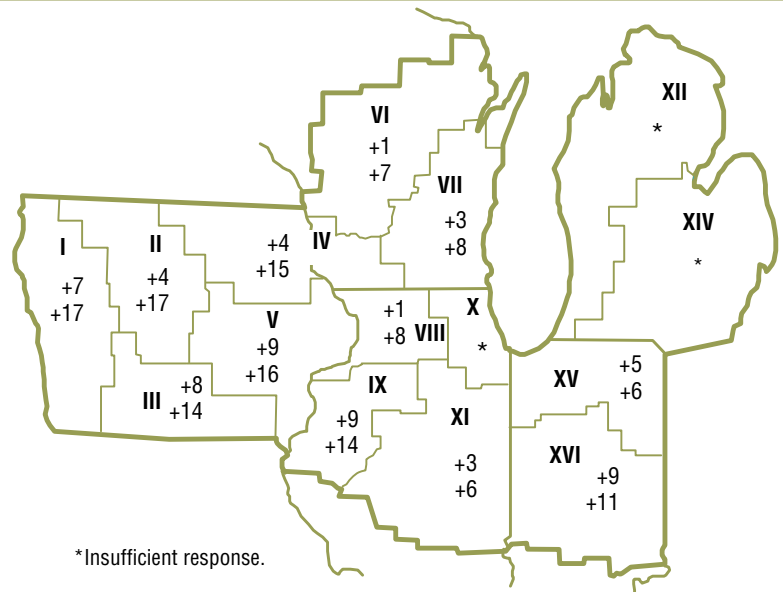 XII
*
VI
+1
+7
VII
+3
+8
XIV
*
I
+7
+17
II
+4
+17
+4
+15
IV
V
+9
+16
III
+8
+14
+1
+8
VIII
X
*
IX
+9
+14
XI
+3
+6
XV
+5
+6
XVI
+9
+11
*Insufficient response.